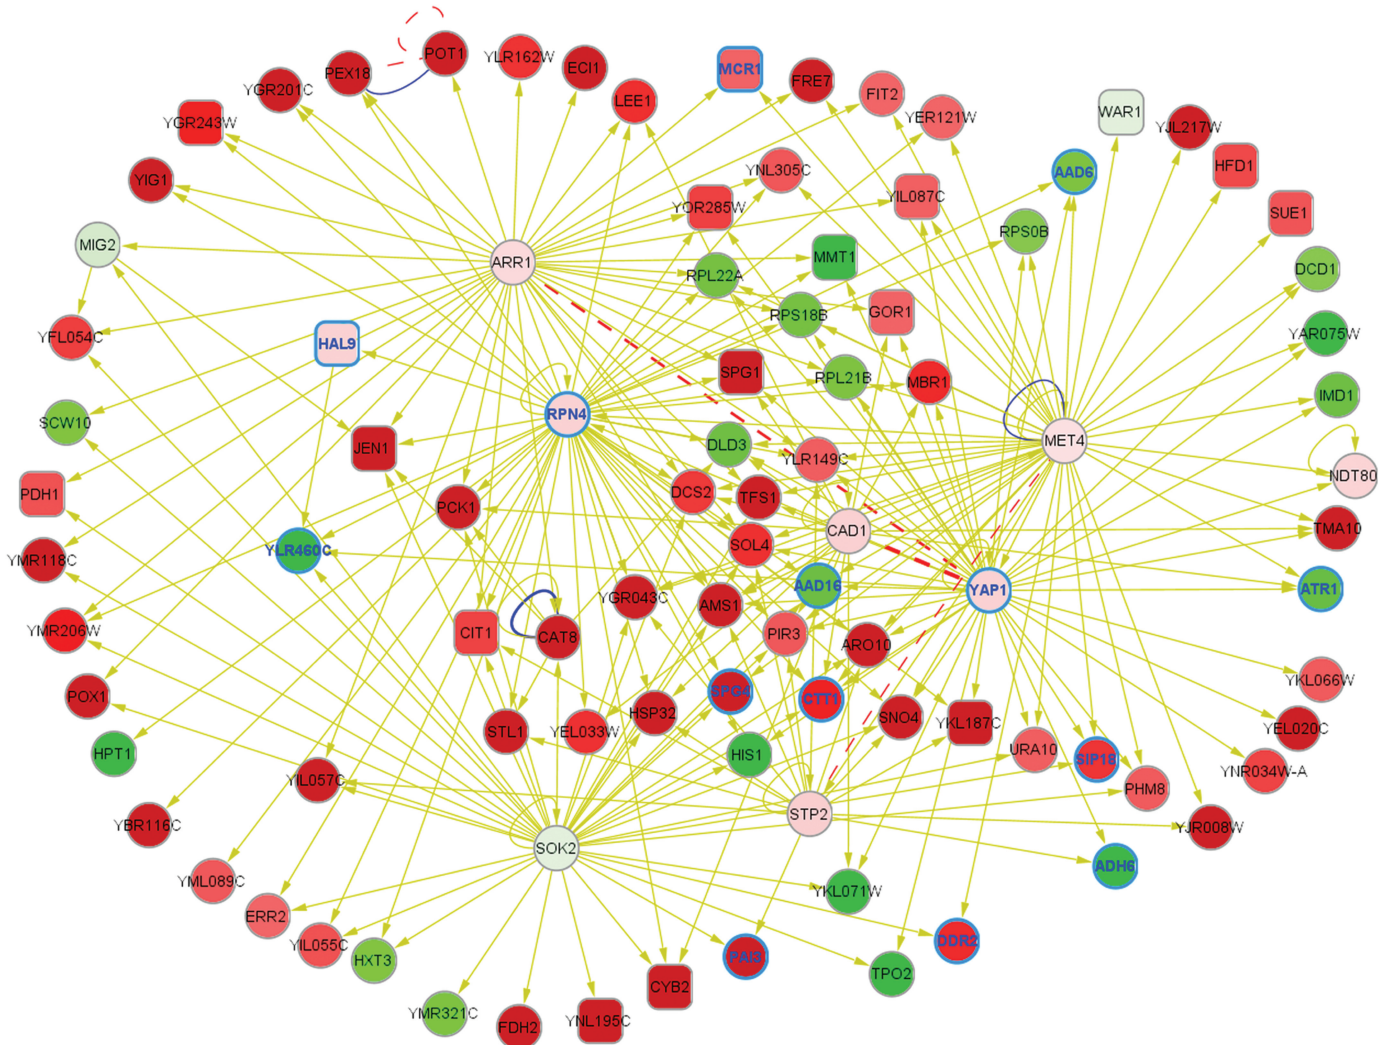 POT1
YLR162W
PEX18
ECI1
MCR1
FRE7
YGR201C
LEE1
FIT2
WAR1
YGR243W
YER121W
YJL217W
HFD1
YNL305C
AAD6
YIG1
YIL087C
YOR285W
SUE1
RPS0B
MIG2
MMT1
ARR1
DCD1
RPL22A
GOR1
RPS18B
YAR075W
YFL054C
HAL9
SPG1
RPL21B
MBR1
IMD1
RPN4
SCW10
MET4
DLD3
JEN1
YLR149C
NDT80
PDH1
DCS2
TFS1
PCK1
CAD1
TMA10
SOL4
YLR460C
YMR118C
AAD16
YAP1
ATR1
YGR043C
AMS1
YMR206W
CIT1
CAT8
PIR3
ARO10
YKL066W
POX1
SPG4
CTT1
HSP32
SNO4
YKL187C
YEL020C
STL1
YEL033W
URA10
HPT1
HIS1
SIP18
YNR034W-A
YIL057C
PHM8
STP2
YBR116C
YJR008W
SOK2
ADH6
YML089C
YKL071W
ERR2
YIL055C
DDR2
HXT3
PAI3
TPO2
CYB2
YMR321C
YNL195C
FDH2